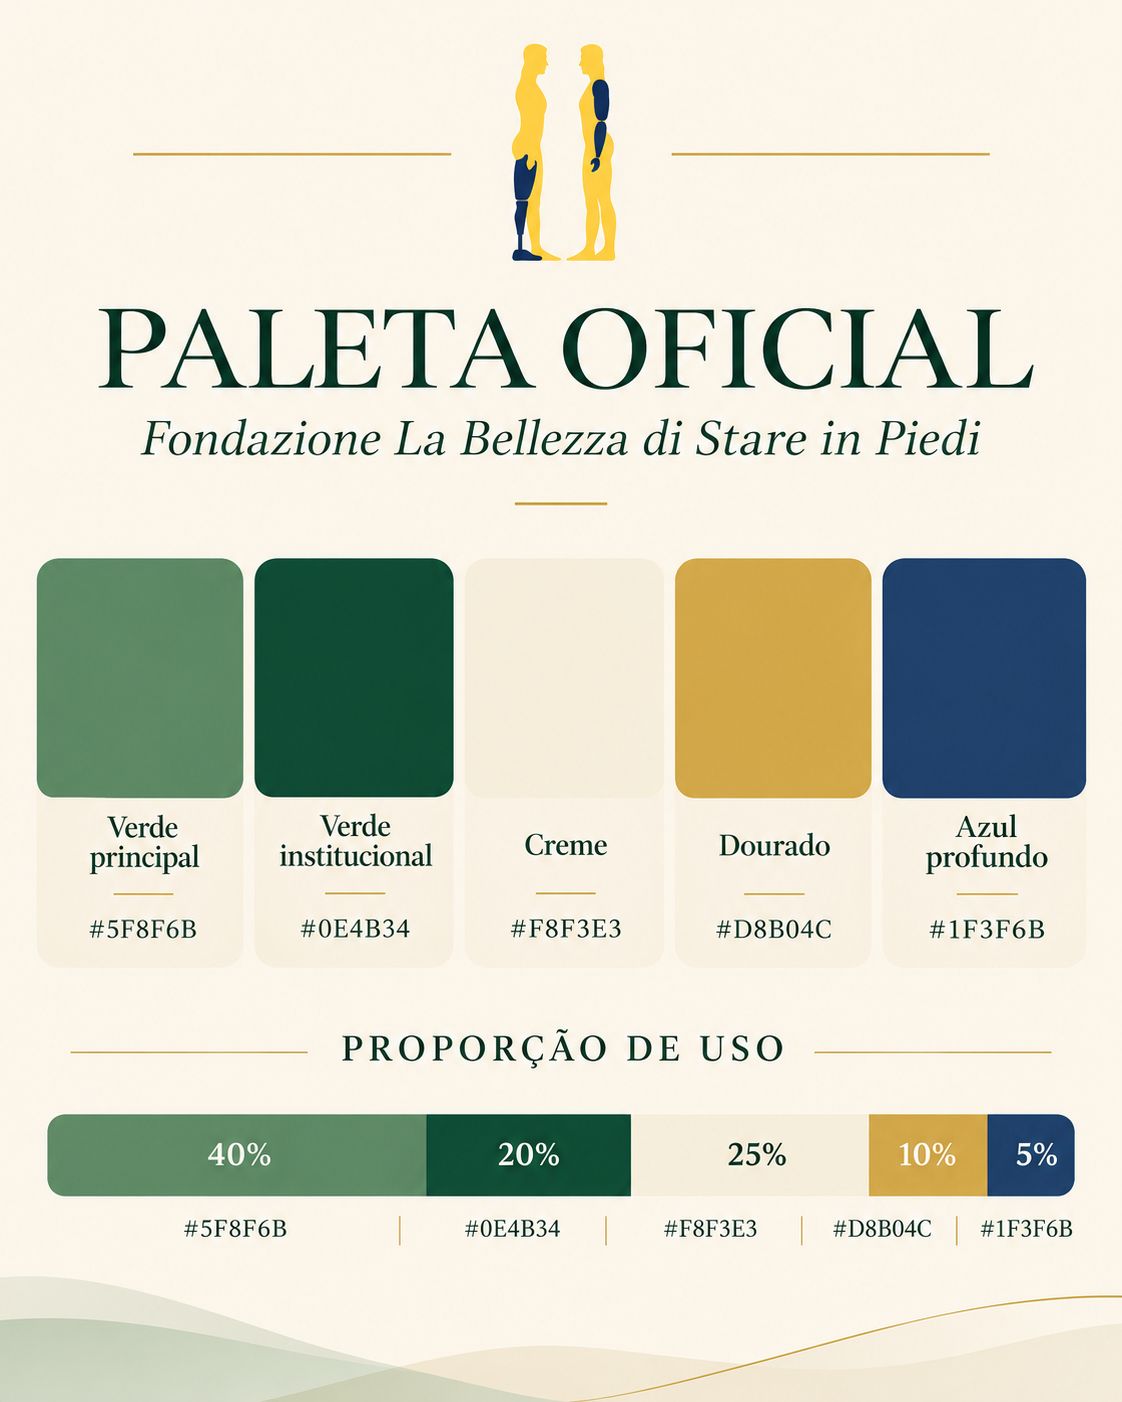 PALETA OFICIAL
Fondazione La Bellezza di Stare in Piedi
Verde
principal
#5F8F6B
Verde
institucional
#0E4B34
Creme
#F8F3E3
Dourado
#D8B04C
Azul
profundo
#1F3F6B
PROPORÇÃO DE USO
40%
20%
25%
10%
5%
#5F8F6B
#0E4B34
#F8F3E3
#D8B04C
#1F3F6B